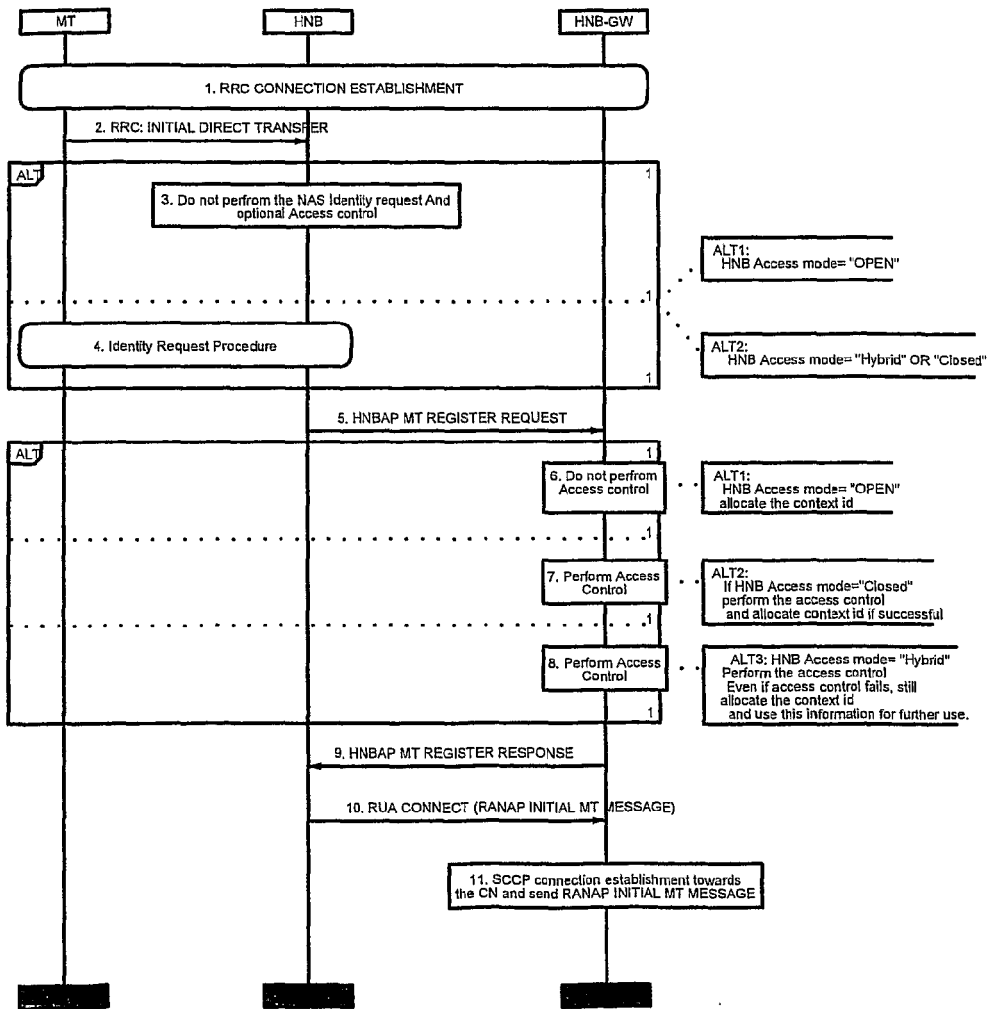 MT
HNB
HNB-GW
1. RRC CONNECTION ESTABLISHMENT
2. RRC: INITIAL DIRECT TRANSFER
ALT
1
3. Do not perfrom the NAS Identity request And
optional Access control
ALT1:
HNB Access mode= "OPEN"
1
4. Identity Request Procedure
ALT2:
HNB Access mode= "Hybrid" OR "Closed"
1
5. HNBAP MT REGISTER REQUEST
ALT
1
6. Do not perfrom
Access control
ALT1:
HNB Access mode= "OPEN"
allocate the context id
1
7. Perform Access
Control
ALT2:
If HNB Access mode="Closed"
perform the access control
and allocate context id if successful
1
8. Perform Access
Control
ALT3: HNB Access mode= "Hybrid"
Perform the access control
Even if access control fails, still
allocate the context id
and use this information for further use.
1
9. HNBAP MT REGISTER RESPONSE
10. RUA CONNECT (RANAP INITIAL MT MESSAGE)
11. SCCP connection establishment towards
the CN and send RANAP INITIAL MT MESSAGE